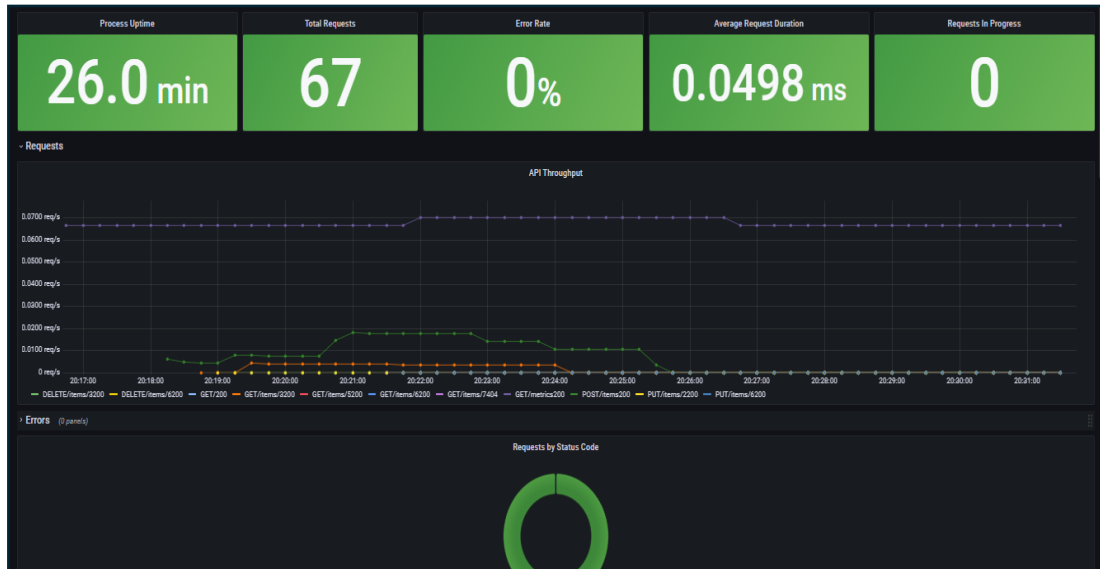 Process Uptime
Total Requests
Error Rate
Average Request Duration
Requests In Progress
26.0 min
67
0%
0.0498 ms
0
Requests
API Throughput
0.0700 req/s
0.0600 req/s
0.0500 req/s
0.0400 req/s
0.0300 req/s
0.0200 req/s
0.0100 req/s
0 req/s
20:17:00 20:18:00 20:19:00 20:20:00 20:21:00 20:22:00 20:23:00 20:24:00 20:25:00 20:26:00 20:27:00 20:28:00 20:29:00 20:30:00 20:31:00
DELETE/items/3200 DELETE/items/6200 GET/200 GET/items/3200 GET/items/5200 GET/items/6200 GET/items/7404 GET/metrics200 POST/items200 PUT/items/2200 PUT/items/6200
Errors (0 panels)
Requests by Status Code